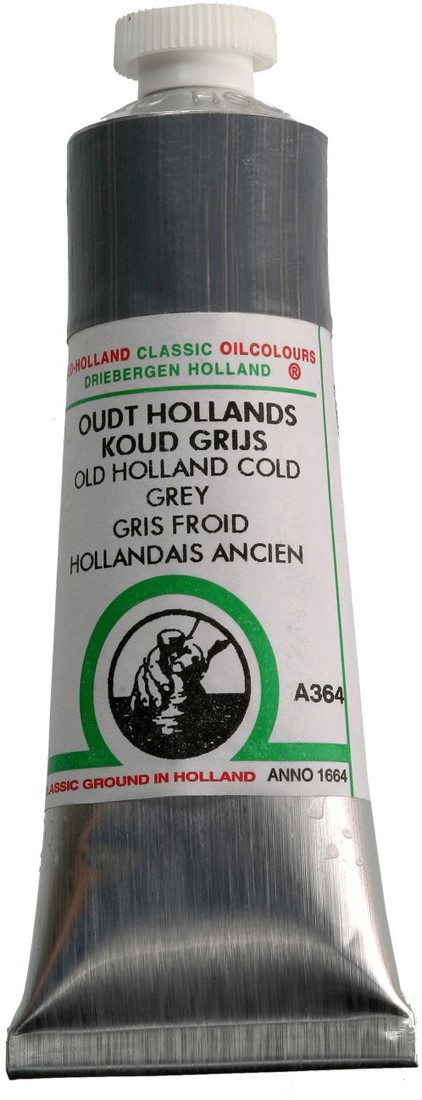 -HOLLAND CLASSIC OILCOLOURS
DRIEBERGEN HOLLAND ®
OUDT HOLLANDS
KOUD GRIJS
OLD HOLLAND COLD
GREY
GRIS FROID
HOLLANDAIS ANCIEN
A364
CLASSIC GROUND IN HOLLAND ANNO 1664